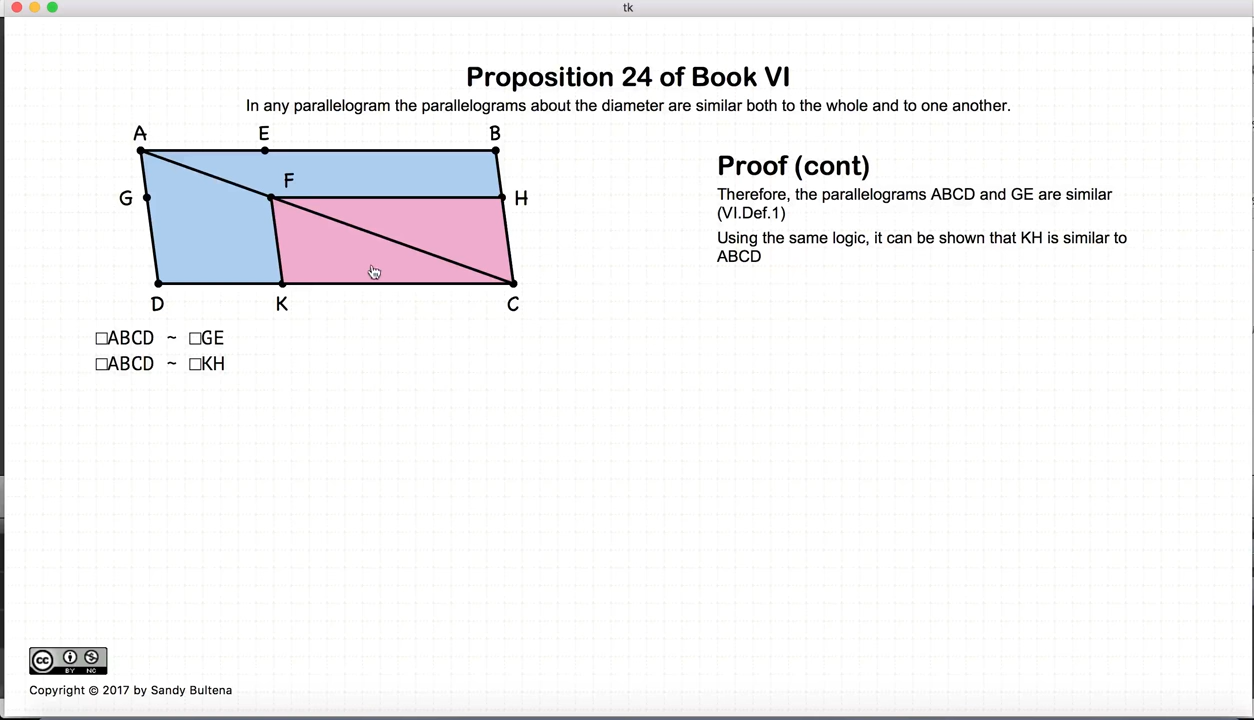 tk
Proposition 24 of Book VI
In any parallelogram the parallelograms about the diameter are similar both to the whole and to one another.
A E B
F
G H
D K C
□ABCD ~ □GE
□ABCD ~ □KH
Proof (cont)
Therefore, the parallelograms ABCD and GE are similar
(VI.Def.1)
Using the same logic, it can be shown that KH is similar to
ABCD
cc
BY NC
Copyright © 2017 by Sandy Bultena